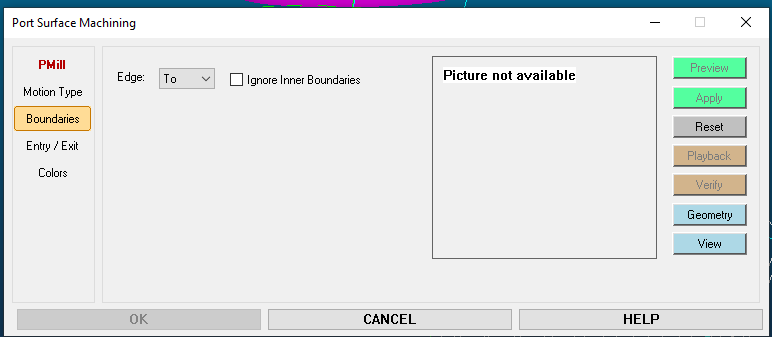 Port Surface Machining
PMill
Motion Type
Boundaries
Entry / Exit
Colors
Edge: To Ignore Inner Boundaries
Picture not available
Preview
Apply
Reset
Playback
Verify
Geometry
View
OK CANCEL HELP